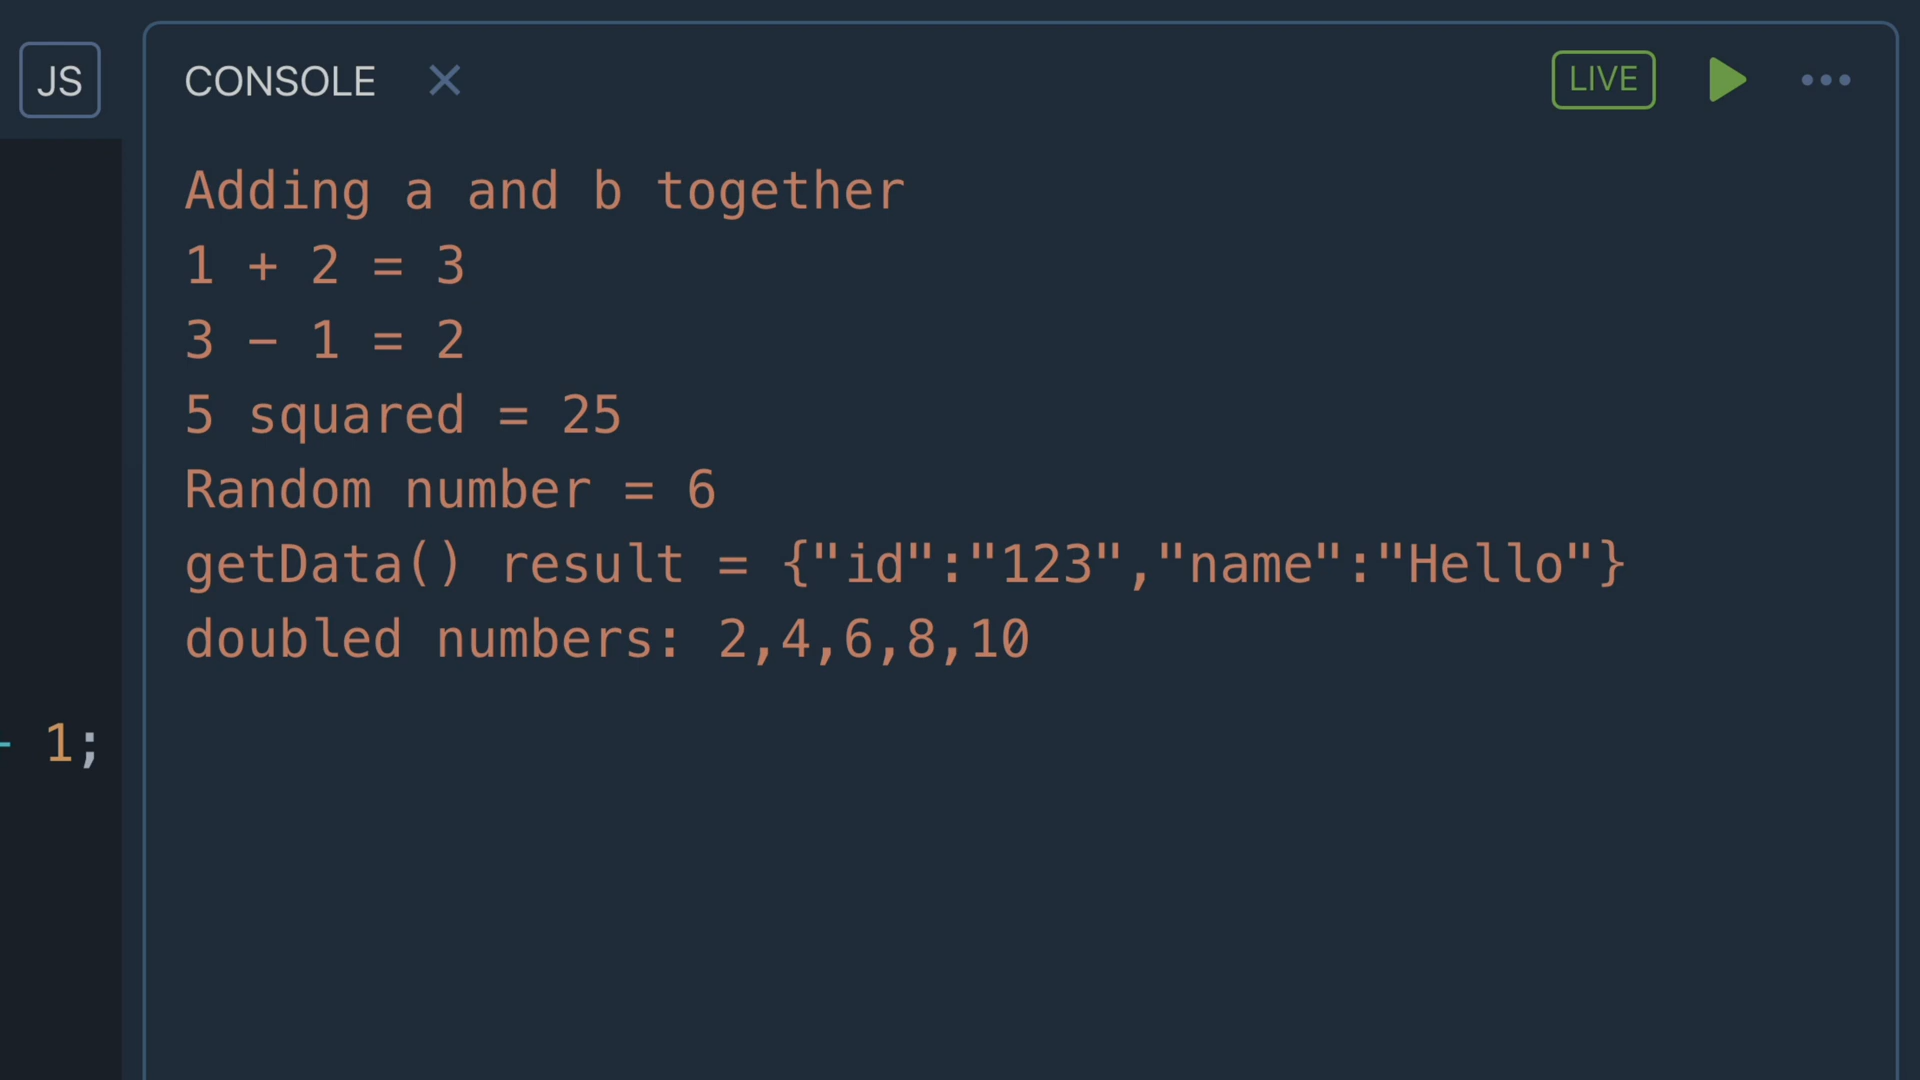 JS
CONSOLE
LIVE
Adding a and b together
1 + 2 = 3
3 - 1 = 2
5 squared = 25
Random number = 6
getData() result = {"id":"123","name":"Hello"}
doubled numbers: 2,4,6,8,10
1;